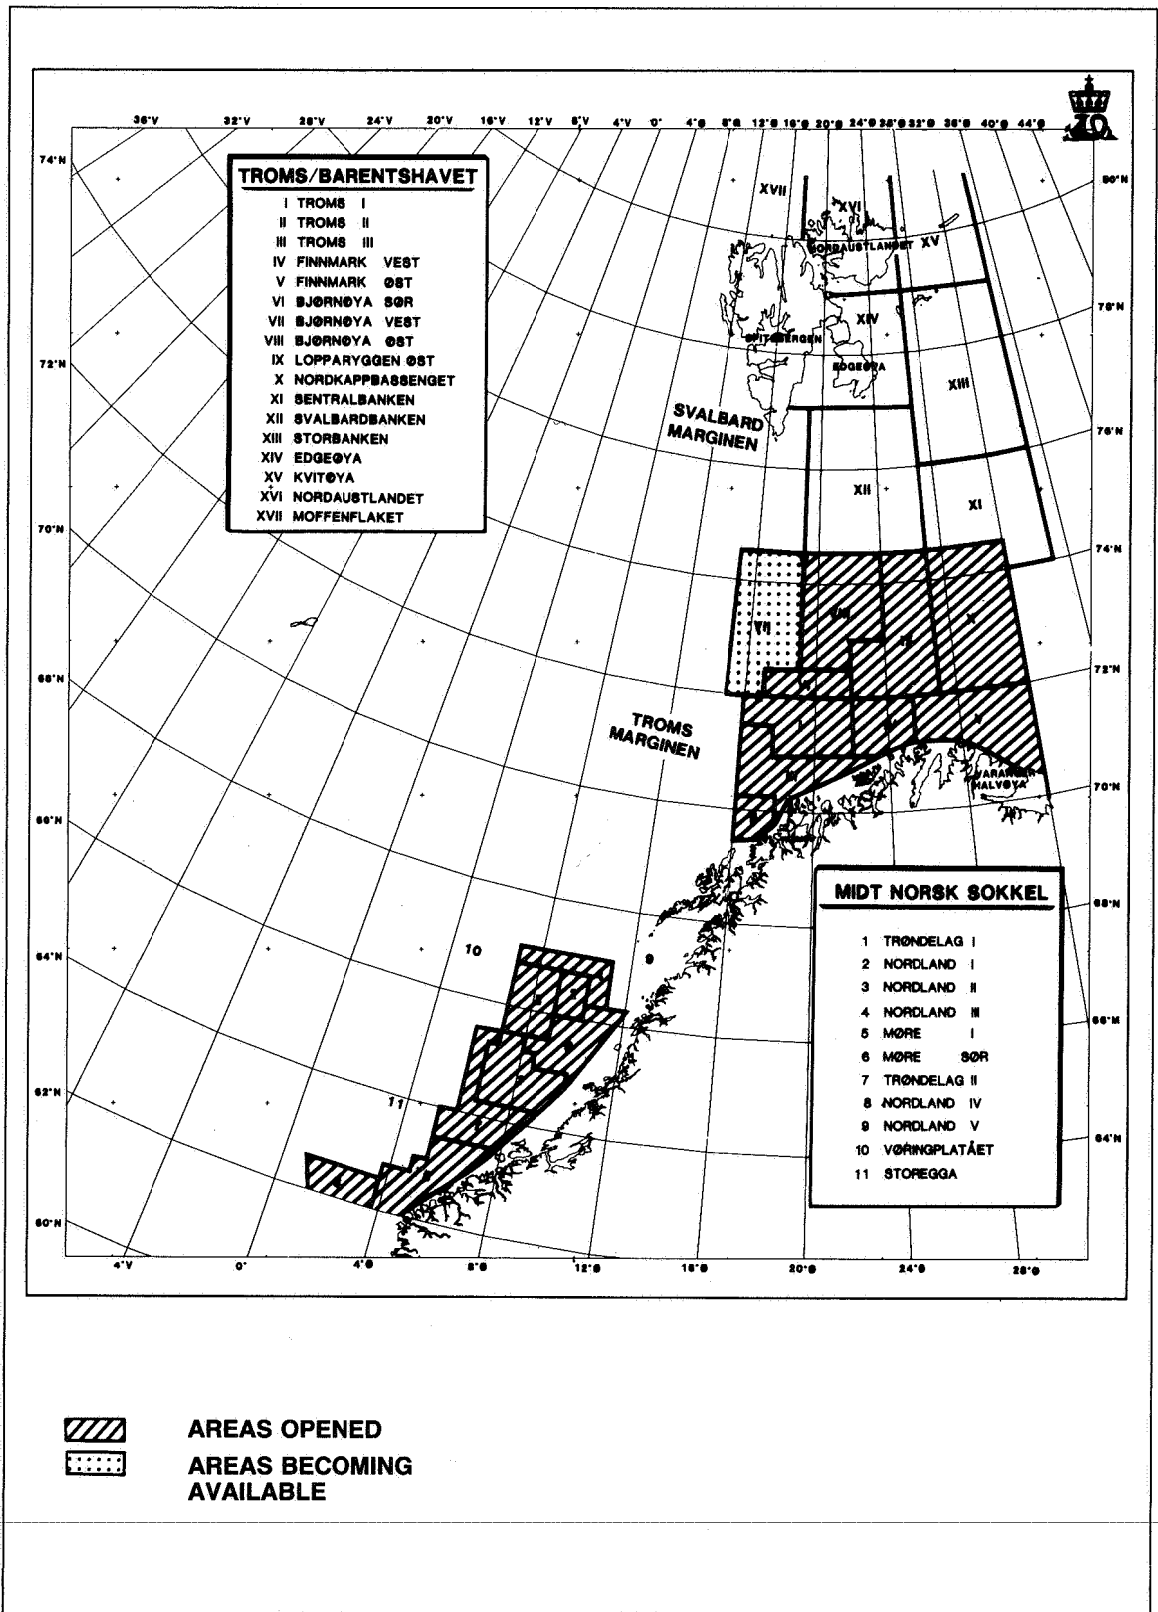 36°V 32°V 28°V 24°V 20°V 16°V 12°V 8°V 4°V 0° 4°Ø 8°Ø 12°Ø 16°Ø 20°Ø 24°Ø 28°Ø 32°Ø 36°Ø 40°Ø 44°Ø
74°N
72°N
70°N
68°N
66°N
64°N
62°N
60°N
TROMS/BARENTSHAVET
I TROMS I
II TROMS II
III TROMS III
IV FINNMARK VEST
V FINNMARK ØST
VI BJØRNØYA SØR
VII BJØRNØYA VEST
VIII BJØRNØYA ØST
IX LOPPARYGGEN ØST
X NORDKAPPBASSENGET
XI SENTRALBANKEN
XII SVALBARDBANKEN
XIII STORBANKEN
XIV EDGEØYA
XV KVITØYA
XVI NORDAUSTLANDET
XVII MOFFENFLAKET
XVII
XVI
NORDAUSTLANDET XV
XIV
SPITSBERGEN
EDGEØYA
XIII
SVALBARD
MARGINEN
XII
XI
VII
VIII
X
TROMS
MARGINEN
V
VARANGER
HALVØYA
80°N
78°N
76°N
74°N
72°N
70°N
68°N
66°N
64°N
10
9
11
MIDT NORSK SOKKEL
1 TRØNDELAG I
2 NORDLAND I
3 NORDLAND II
4 NORDLAND III
5 MØRE I
6 MØRE SØR
7 TRØNDELAG II
8 NORDLAND IV
9 NORDLAND V
10 VØRINGPLATÅET
11 STOREGGA
4°V 0° 4°Ø 8°Ø 12°Ø 16°Ø 20°Ø 24°Ø 28°Ø
AREAS OPENED
AREAS BECOMING
AVAILABLE